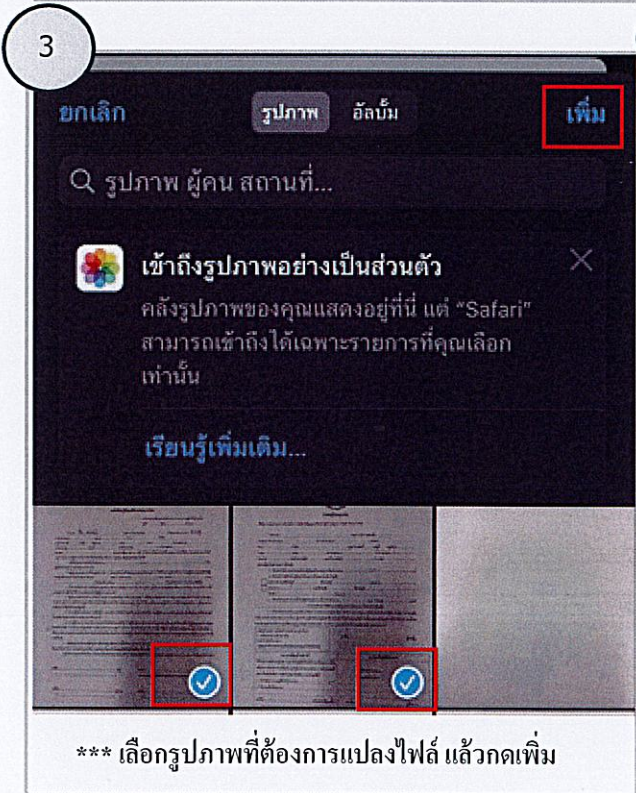 3
ยกเลิก รูปภาพ อัลบั้ม เพิ่ม
รูปภาพ ผู้คน สถานที่...
เข้าถึงรูปภาพอย่างเป็นส่วนตัว
คลังรูปภาพของคุณแสดงอยู่ที่นี่ แต่ “Safari”
สามารถเข้าถึงได้เฉพาะรายการที่คุณเลือก
เท่านั้น
เรียนรู้เพิ่มเติม...
*** เลือกรูปภาพที่ต้องการแปลงไฟล์ แล้วกดเพิ่ม